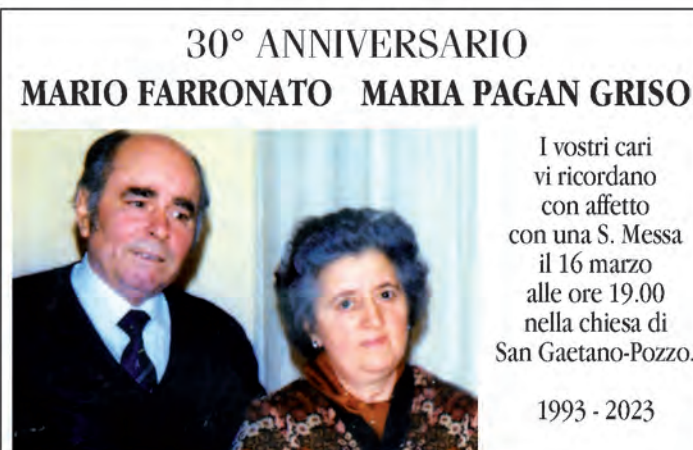 30° ANNIVERSARIO
MARIO FARRONATO MARIA PAGAN GRISO
I vostri cari
vi ricordano
con affetto
con una S. Messa
il 16 marzo
alle ore 19.00
nella chiesa di
San Gaetano-Pozzo.
1993 - 2023